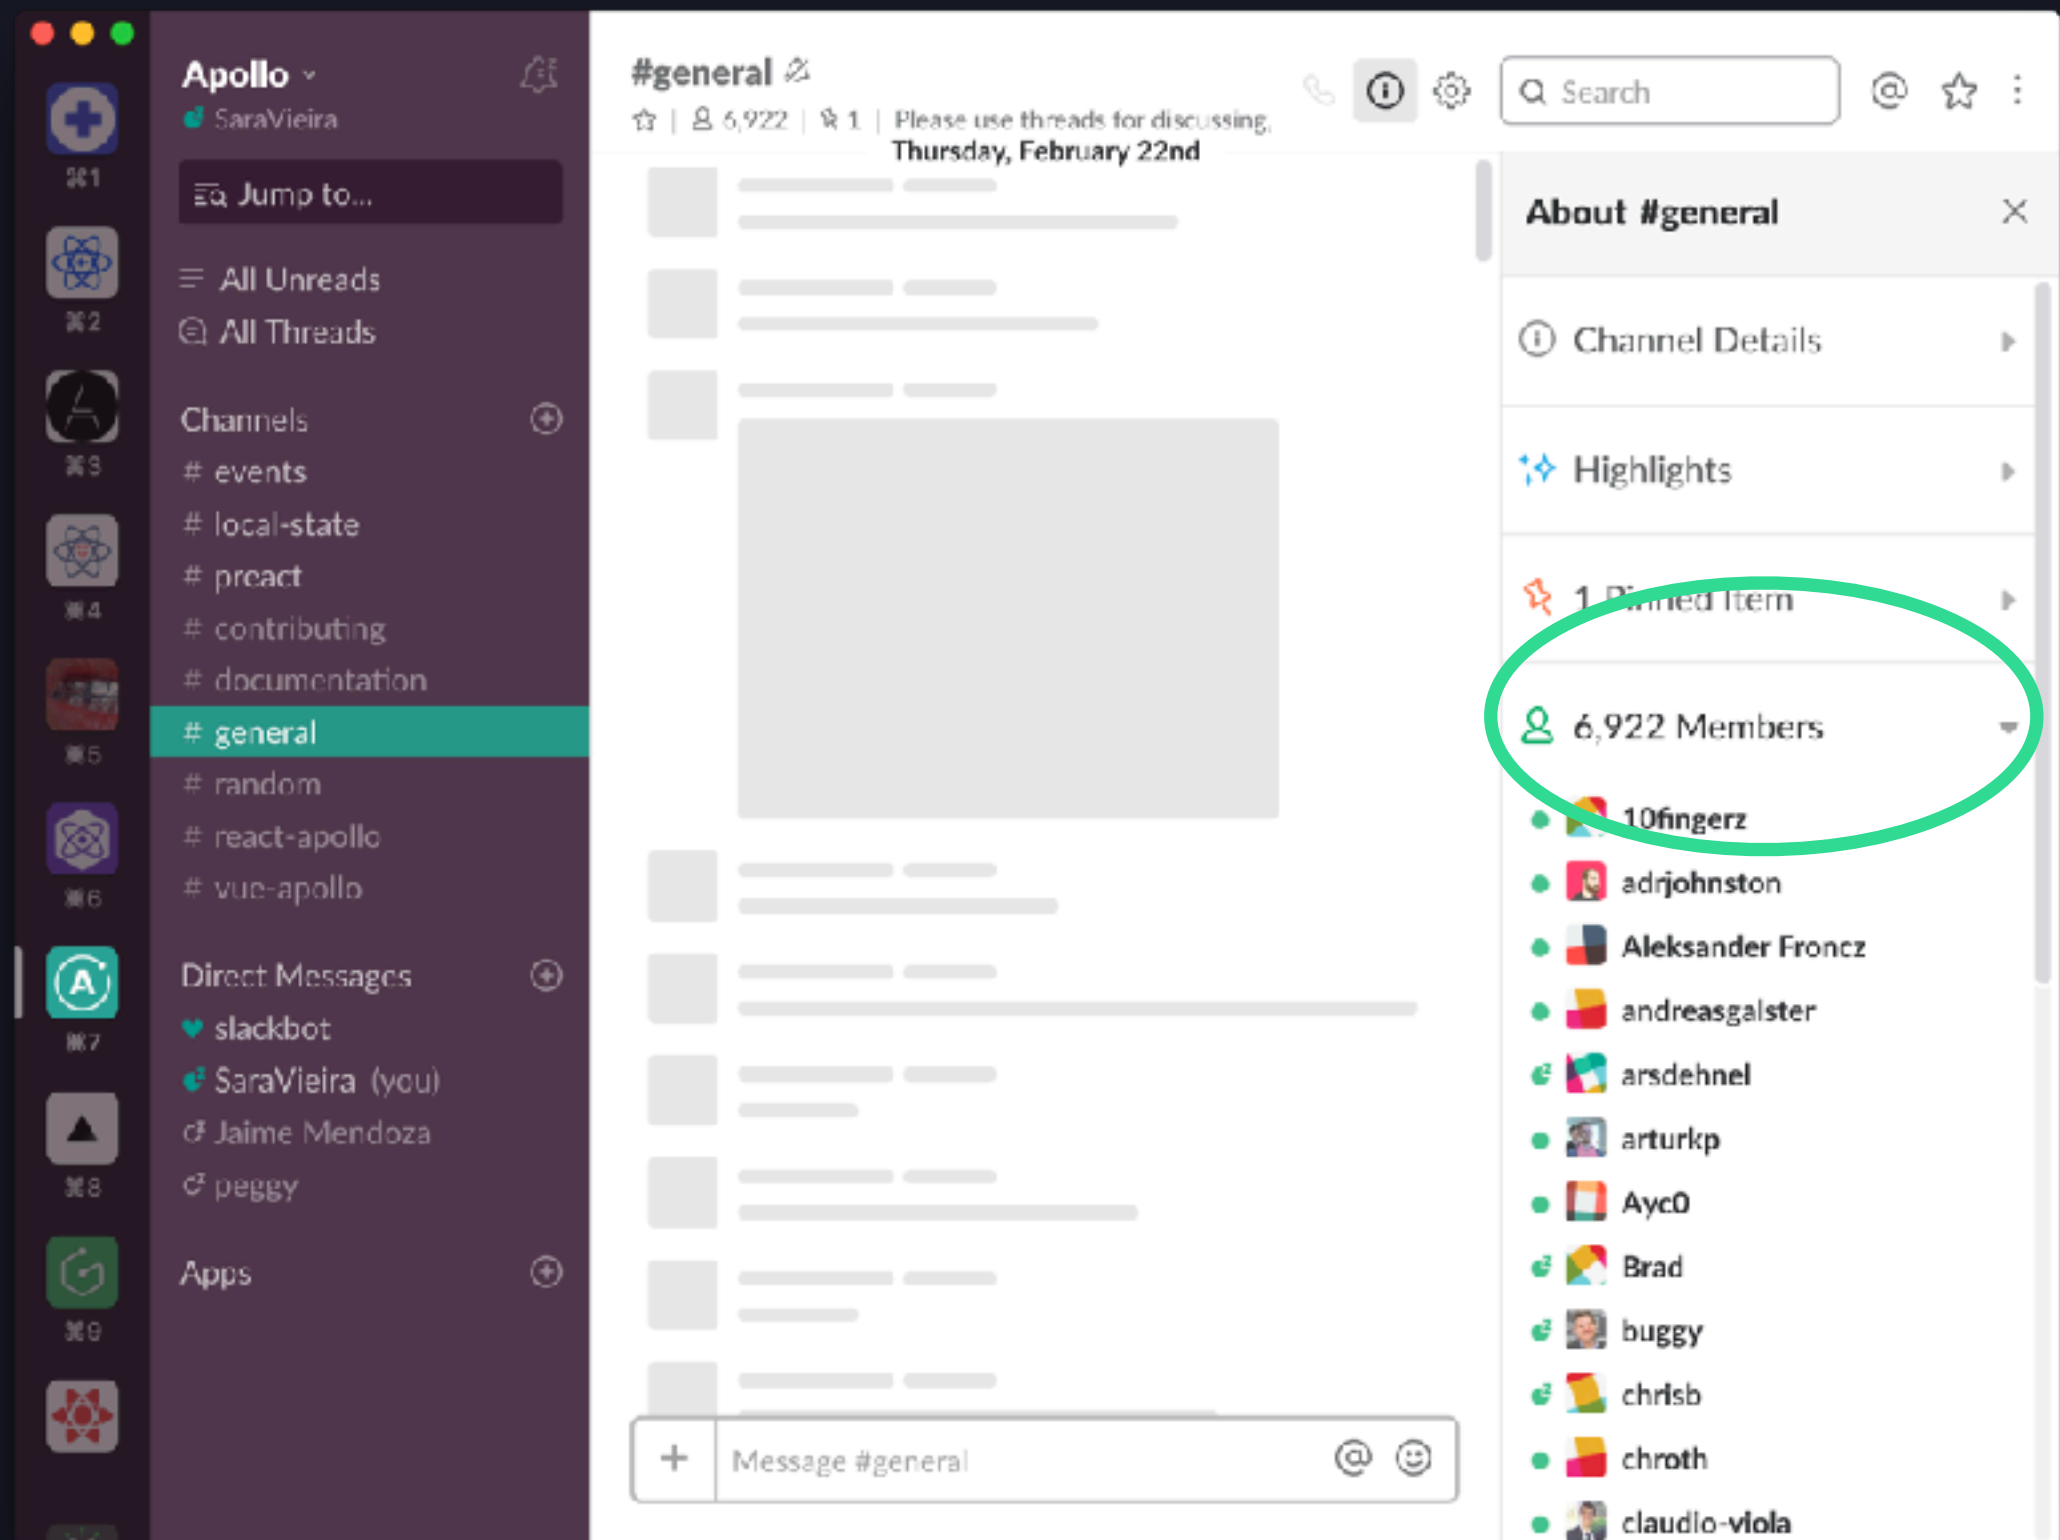 ⌘1
⌘2
⌘3
⌘4
⌘5
⌘6
⌘7
⌘8
⌘9
Apollo
SaraVieira
Jump to...
All Unreads
All Threads
Channels
# events
# local-state
# preact
# contributing
# documentation
# general
# random
# react-apollo
# vue-apollo
Direct Messages
slackbot
SaraVieira (you)
Jaime Mendoza
peggy
Apps
#general
6,922 | 1 | Please use threads for discussing,
Thursday, February 22nd
Message #general
Search
About #general
Channel Details
Highlights
1 Pinned Item
6,922 Members
10fingerz
adrjohnston
Aleksander Froncz
andreasgalster
arsdehnel
arturkp
Ayc0
Brad
buggy
chrisb
chroth
claudio-viola